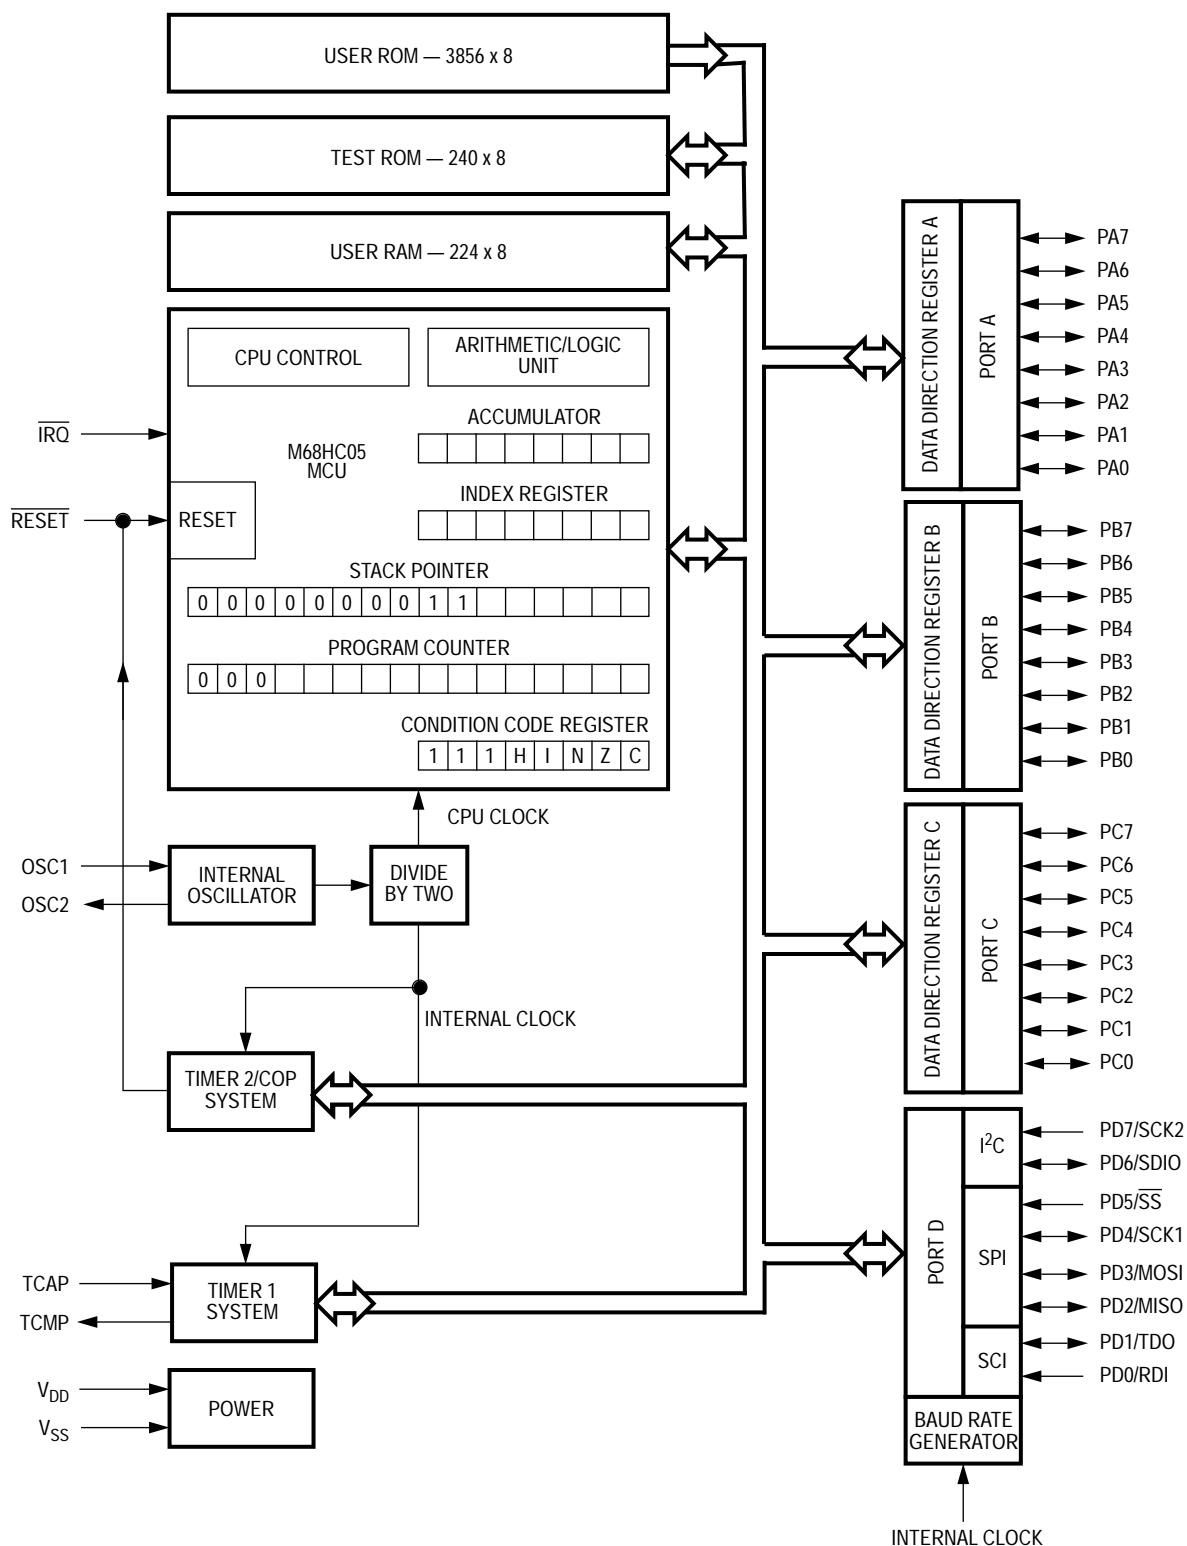 USER ROM — 3856 x 8
TEST ROM — 240 x 8
USER RAM — 224 x 8
CPU CONTROL
ARITHMETIC/LOGIC
UNIT
ACCUMULATOR
M68HC05
MCU
INDEX REGISTER
IRQ
RESET
RESET
STACK POINTER
0 0 0 0 0 0 0 0 1 1
PROGRAM COUNTER
0 0 0
CONDITION CODE REGISTER
1 1 1 H I N Z C
CPU CLOCK
OSC1
OSC2
INTERNAL
OSCILLATOR
DIVIDE
BY TWO
INTERNAL CLOCK
TIMER 2/COP
SYSTEM
TCAP
TCMP
TIMER 1
SYSTEM
VDD
VSS
POWER
DATA DIRECTION REGISTER A
PORT A
PA7
PA6
PA5
PA4
PA3
PA2
PA1
PA0
DATA DIRECTION REGISTER B
PORT B
PB7
PB6
PB5
PB4
PB3
PB2
PB1
PB0
DATA DIRECTION REGISTER C
PORT C
PC7
PC6
PC5
PC4
PC3
PC2
PC1
PC0
PORT D
I²C
SPI
SCI
PD7/SCK2
PD6/SDIO
PD5/SS
PD4/SCK1
PD3/MOSI
PD2/MISO
PD1/TDO
PD0/RDI
BAUD RATE
GENERATOR
INTERNAL CLOCK